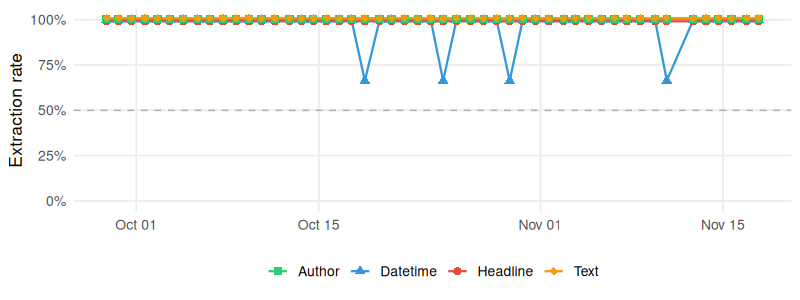 Extraction rate
100%
75%
50%
25%
0%
Oct 01 Oct 15 Nov 01 Nov 15
Author Datetime Headline Text